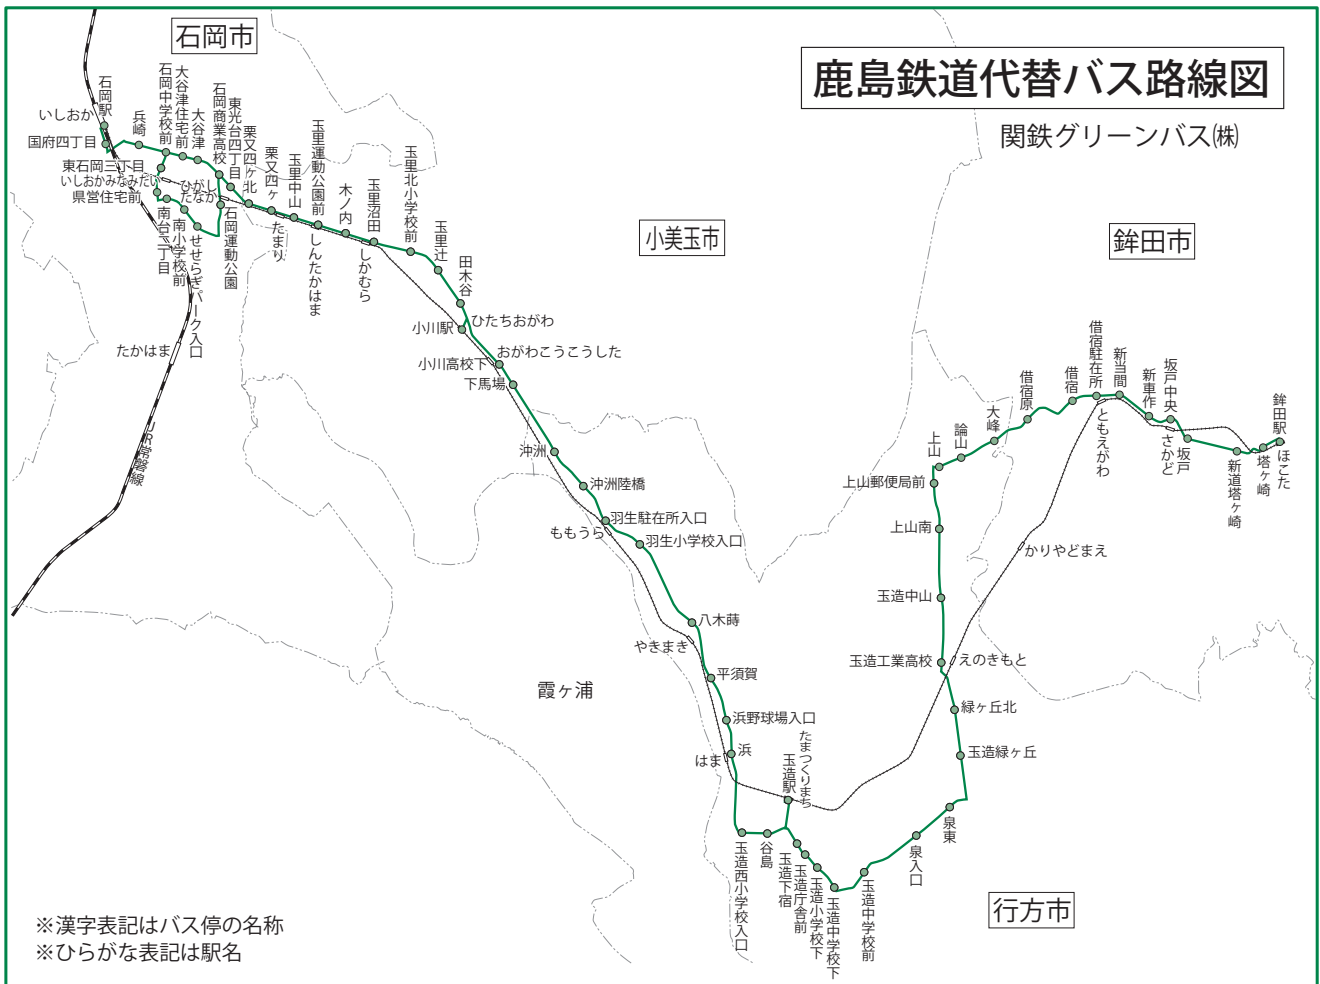 鹿島鉄道代替バス路線図
関鉄グリーンバス㈱
石岡市
小美玉市
鉾田市
行方市
霞ヶ浦
石岡駅
いしおか
国府四丁目
兵崎
石岡中学校前
大谷津住宅前
大谷津
石岡商業高校
東光台四丁目
栗又四ヶ北
栗又四ヶ
玉里中山
玉里運動公園前
木ノ内
玉里沼田
玉里北小学校前
玉里辻
田木谷
東石岡三丁目
いしおかみなみだい
県営住宅前
ひがしたなか
南台二丁目
南小学校前
せせらぎパーク入口
石岡運動公園
たまり
しんたかはま
しかむら
たかはま
JR常磐線
小川駅
ひたちおがわ
小川高校下
おがわこうこうした
下馬場
沖洲
沖洲陸橋
羽生駐在所入口
ももうら
羽生小学校入口
八木蒔
やきまき
平須賀
浜野球場入口
浜
はま
玉造駅
たまつくりまち
玉造西小学校入口
谷島
玉造下宿
玉造庁舎前
玉造小学校下
玉造中学校下
玉造中学校前
泉入口
泉東
玉造緑ヶ丘
緑ヶ丘北
えのきもと
玉造工業高校
玉造中山
かりやどまえ
上山南
上山郵便局前
上山
論山
大峰
借宿原
借宿
借宿駐在所
ともえがわ
新当間
新車作
坂戸中央
さかど
坂戸
新道塔ヶ崎
塔ヶ崎
鉾田駅
ほこた
※漢字表記はバス停の名称
※ひらがな表記は駅名